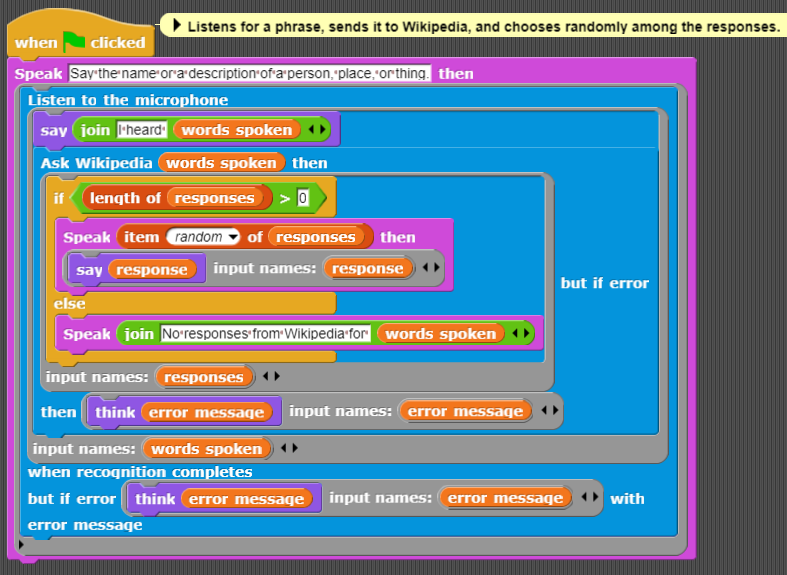 Listens for a phrase, sends it to Wikipedia, and chooses randomly among the responses.
when clicked
Speak Say the name or a description of a person, place, or thing. then
Listen to the microphone
say join I heard words spoken
Ask Wikipedia words spoken then
if length of responses > 0
Speak item random of responses then
say response input names: response
but if error
else
Speak join No responses from Wikipedia for words spoken
input names: responses
then think error message input names: error message
input names: words spoken
when recognition completes
but if error think error message input names: error message with
error message